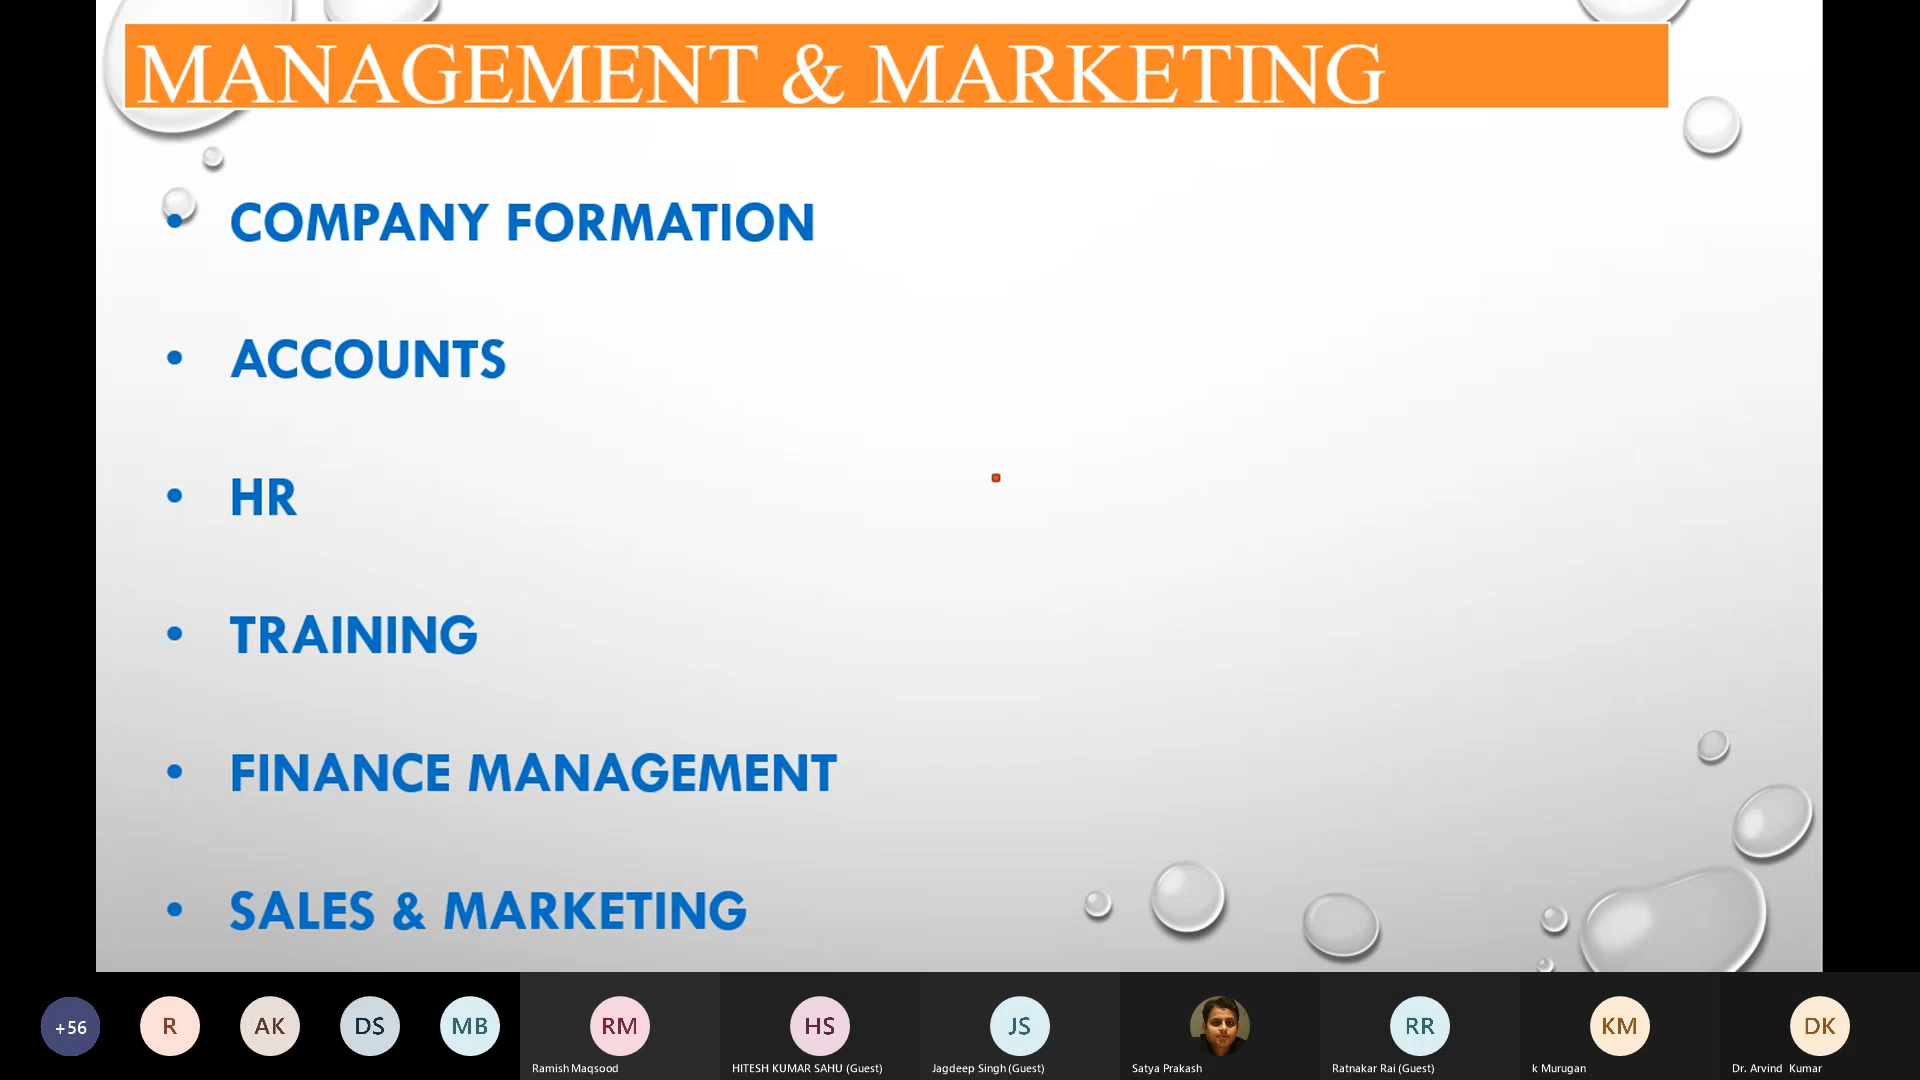 MANAGEMENT & MARKETING
• COMPANY FORMATION
• ACCOUNTS
• HR
• TRAINING
• FINANCE MANAGEMENT
• SALES & MARKETING
+56 R AK DS MB RM HS JS RR KM DK
Ramish Maqsood HITESH KUMAR SAHU (Guest) Jagdeep Singh (Guest) Satya Prakash Ratnakar Rai (Guest) k Murugan Dr. Arvind Kumar